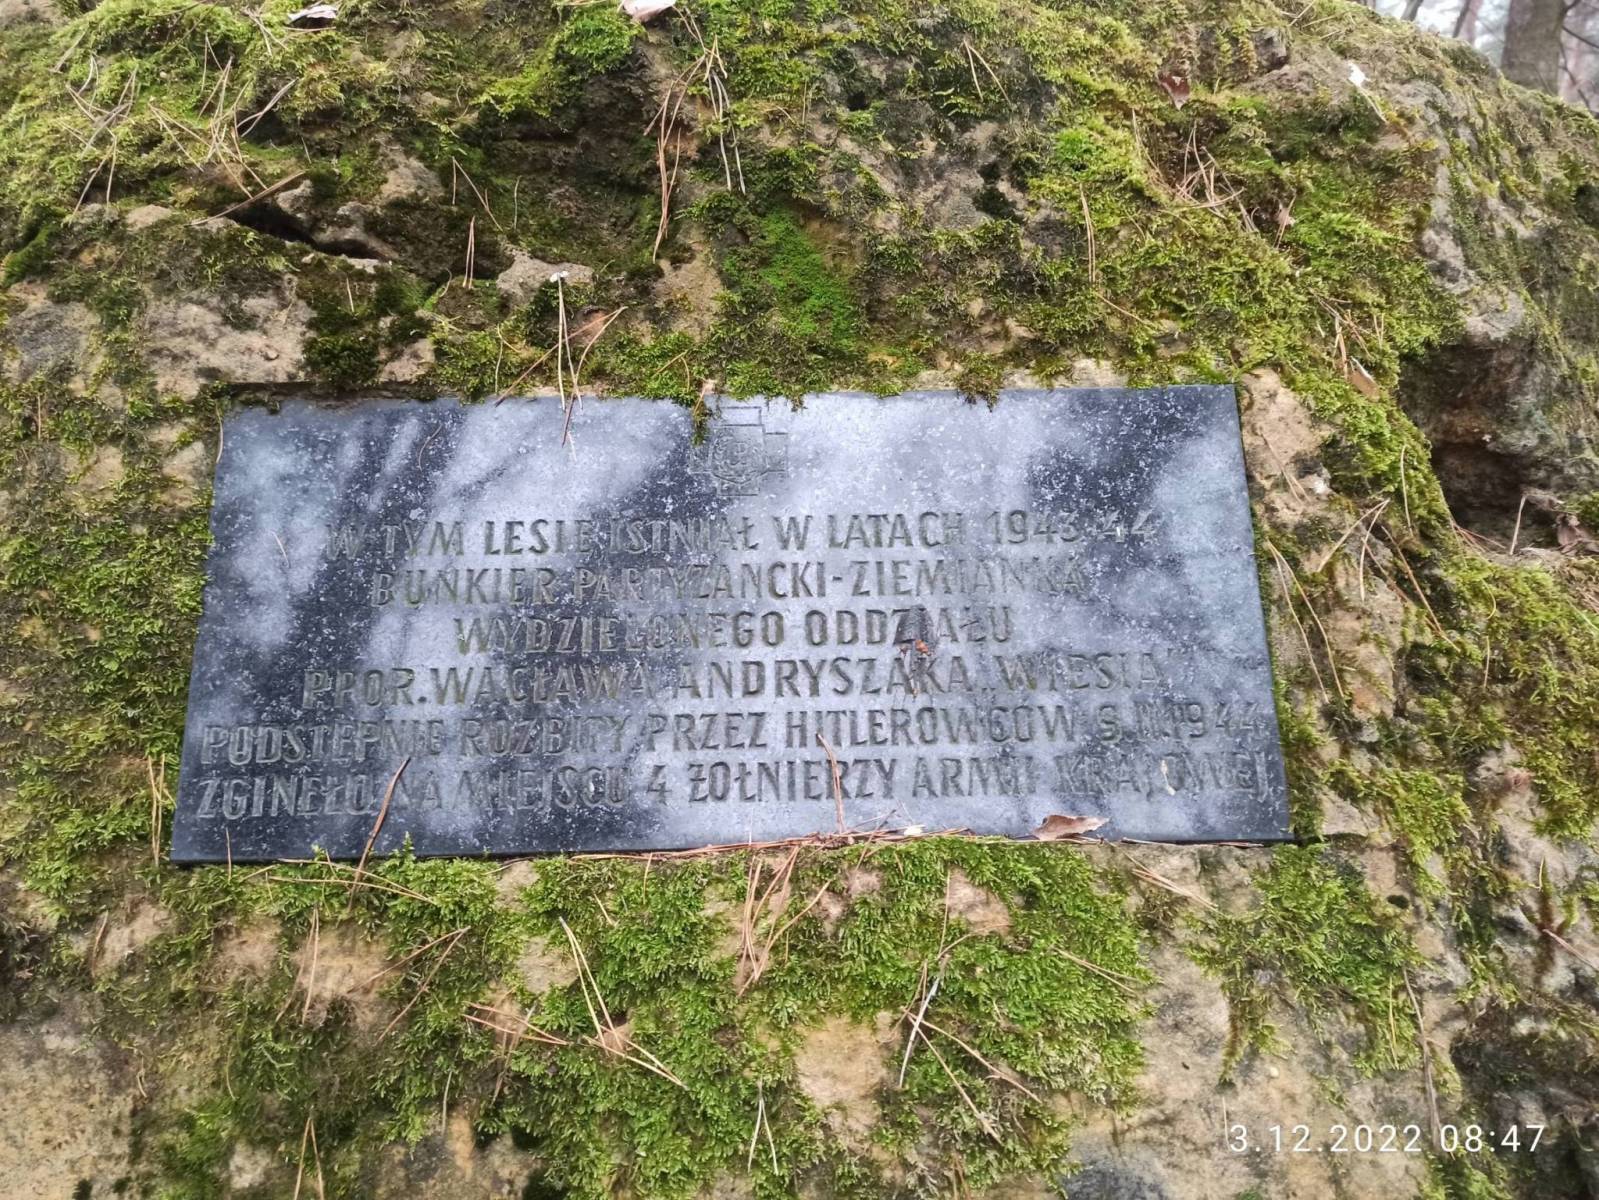 W TYM LESIE ISTNIAŁ W LATACH 1943-44
BUNKIER PARTYZANCKI-ZIEMIANKA
WYDZIELONEGO ODDZIAŁU
PPOR. WACŁAWA ANDRYSZAKA „WIESIA”
PODSTĘPNIE ROZBITY PRZEZ HITLEROWCÓW 1944
ZGINĘŁO NA MIEJSCU 4 ŻOŁNIERZY ARMII KRAJOWEJ
3.12.2022 08:47